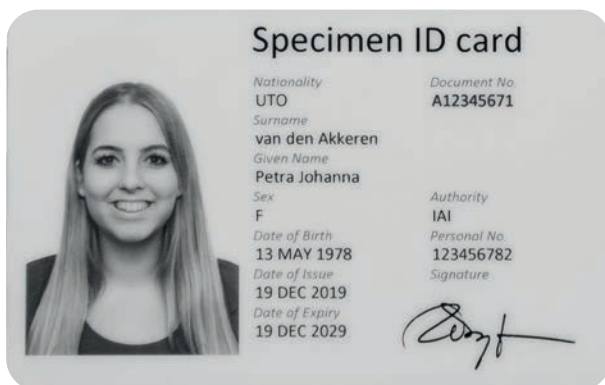 Specimen ID card
Nationality Document No.
UTO A12345671
Surname
van den Akkeren
Given Name
Petra Johanna
Sex Authority
F IAI
Date of Birth Personal No.
13 MAY 1978 123456782
Date of Issue Signature
19 DEC 2019
Date of Expiry
19 DEC 2029